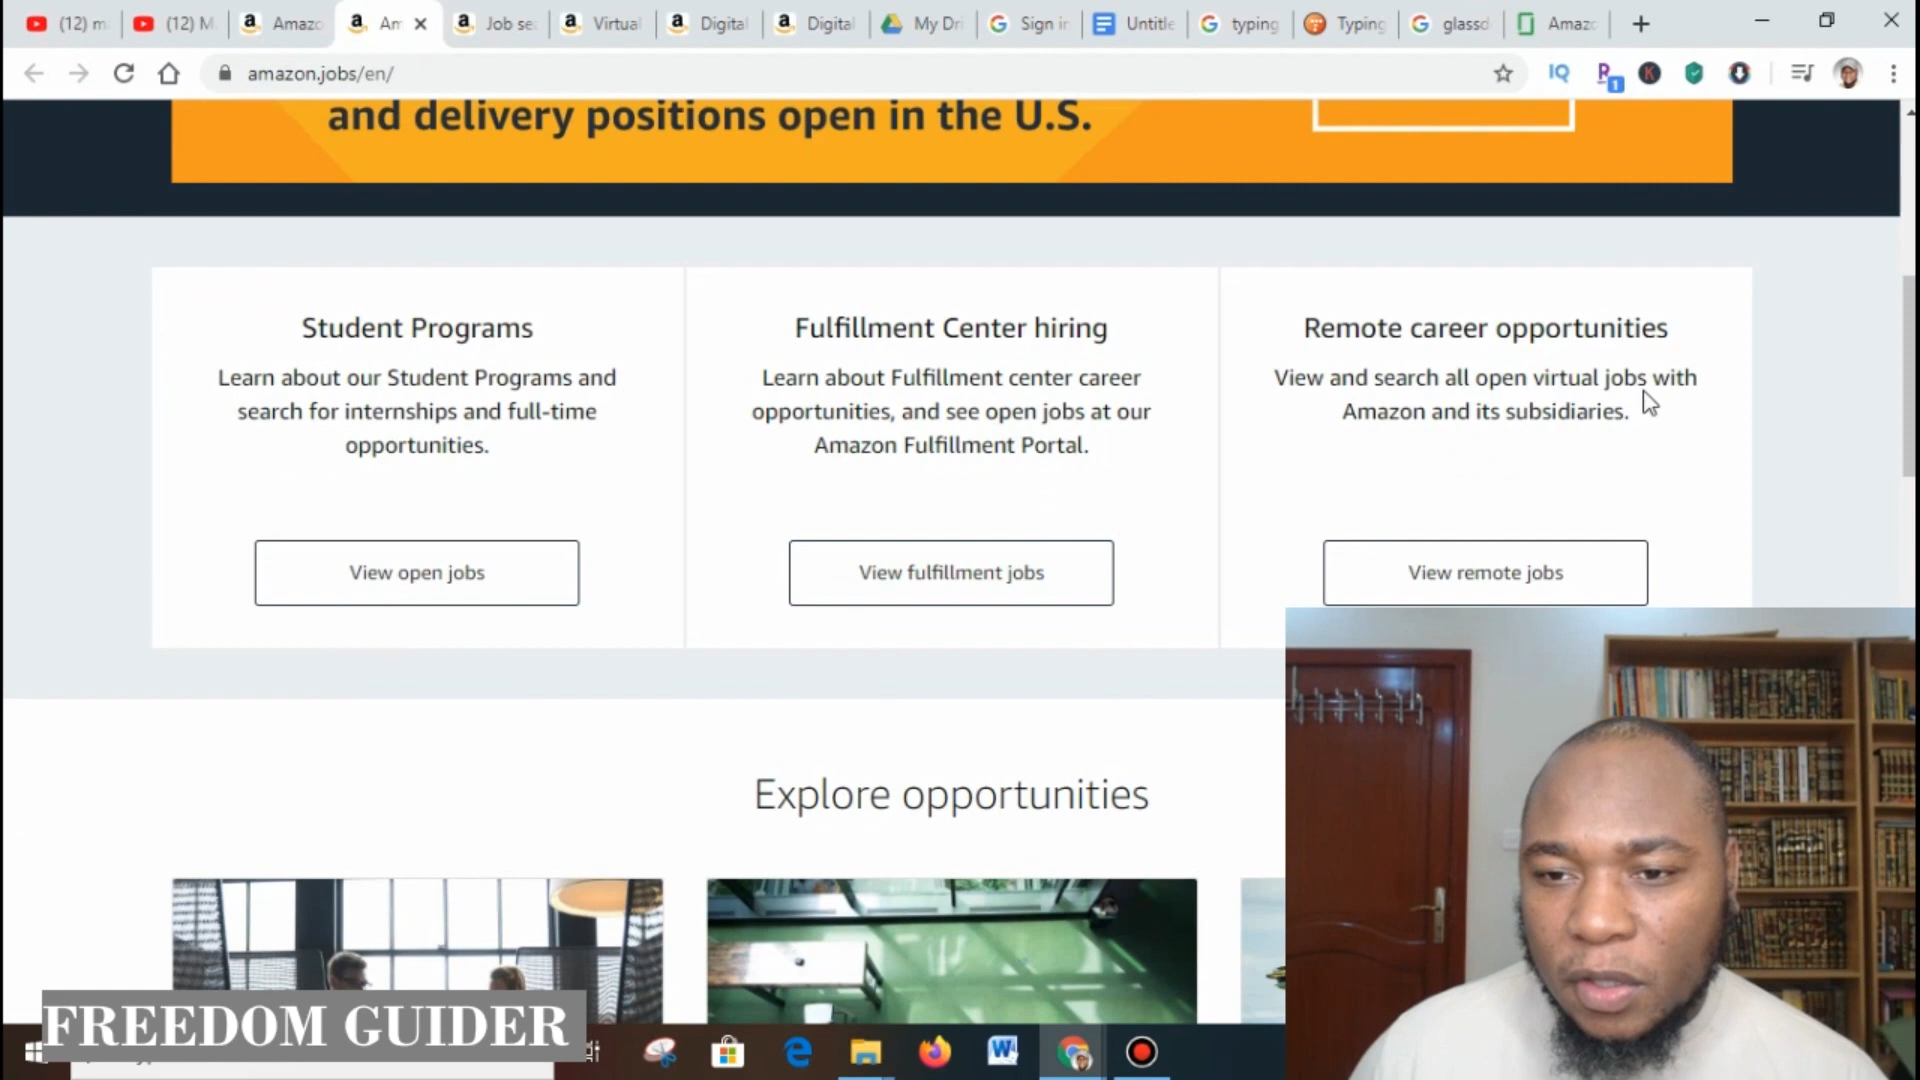 (12) m
(12) M
Amazo
Am
Job se
Virtual
Digital
Digital
My Dri
Sign in
Untitle
typing
Typing
glassd
Amazo
amazon.jobs/en/
IQ
1
and delivery positions open in the U.S.
Student Programs
Learn about our Student Programs and
search for internships and full-time
opportunities.
View open jobs
Fulfillment Center hiring
Learn about Fulfillment center career
opportunities, and see open jobs at our
Amazon Fulfillment Portal.
View fulfillment jobs
Remote career opportunities
View and search all open virtual jobs with
Amazon and its subsidiaries.
View remote jobs
Explore opportunities
FREEDOM GUIDER